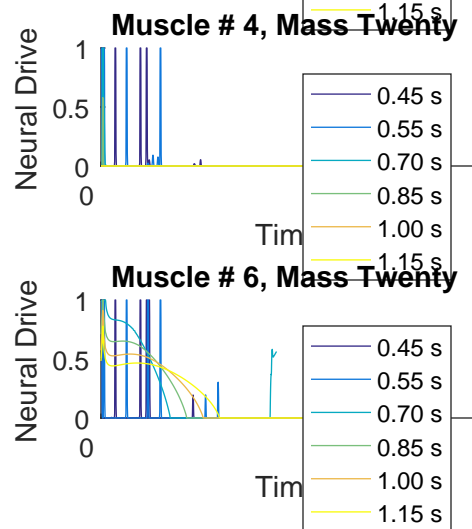 1.15 s
Muscle # 4, Mass Twenty
1
0.5
0
0
Neural Drive
Tim
0.45 s
0.55 s
0.70 s
0.85 s
1.00 s
1.15 s
Muscle # 6, Mass Twenty
1
0.5
0
0
Neural Drive
Tim
0.45 s
0.55 s
0.70 s
0.85 s
1.00 s
1.15 s